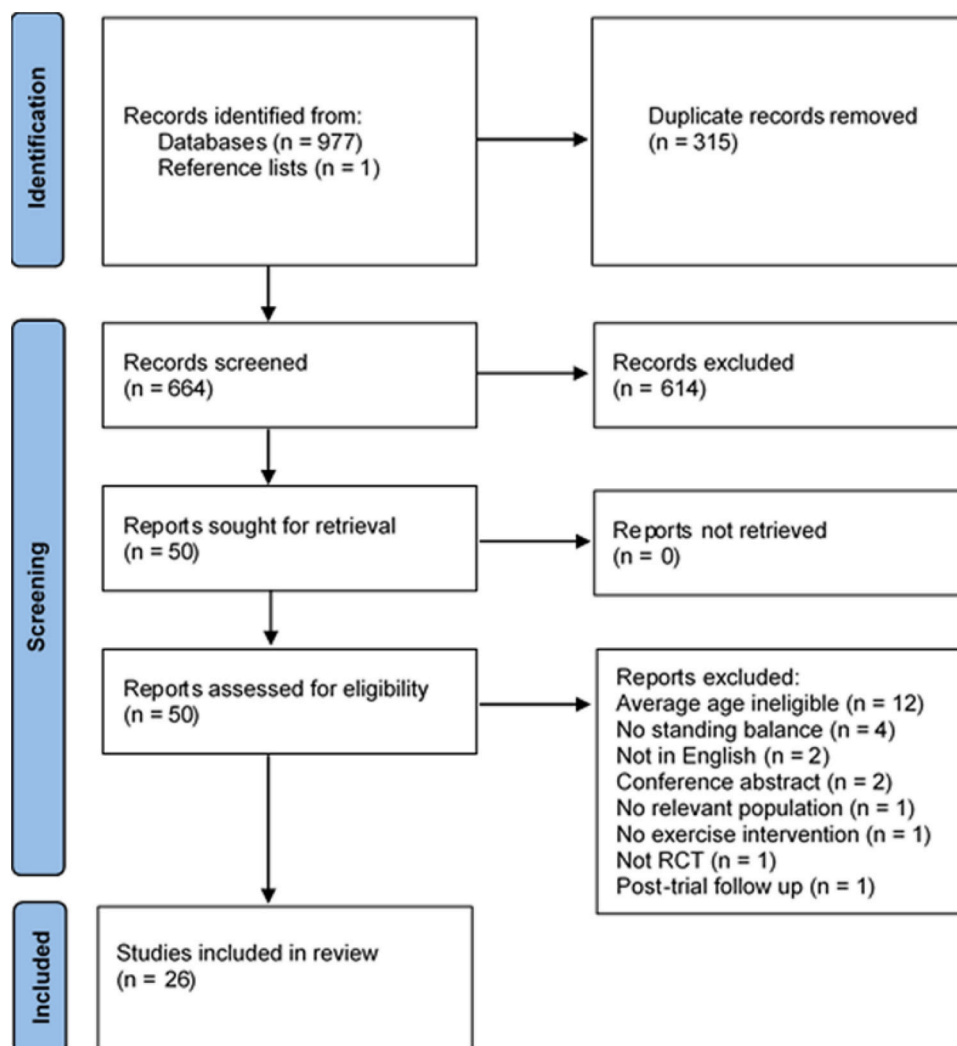 Identification
Records identified from:
Databases (n = 977)
Reference lists (n = 1)
Duplicate records removed
(n = 315)
Screening
Records screened
(n = 664)
Records excluded
(n = 614)
Reports sought for retrieval
(n = 50)
Reports not retrieved
(n = 0)
Reports assessed for eligibility
(n = 50)
Reports excluded:
Average age ineligible (n = 12)
No standing balance (n = 4)
Not in English (n = 2)
Conference abstract (n = 2)
No relevant population (n = 1)
No exercise intervention (n = 1)
Not RCT (n = 1)
Post-trial follow up (n = 1)
Included
Studies included in review
(n = 26)